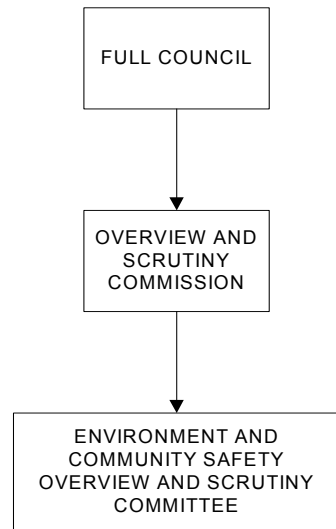 FULL COUNCIL
OVERVIEW AND
SCRUTINY
COMMISSION
ENVIRONMENT AND
COMMUNITY SAFETY
OVERVIEW AND SCRUTINY
COMMITTEE